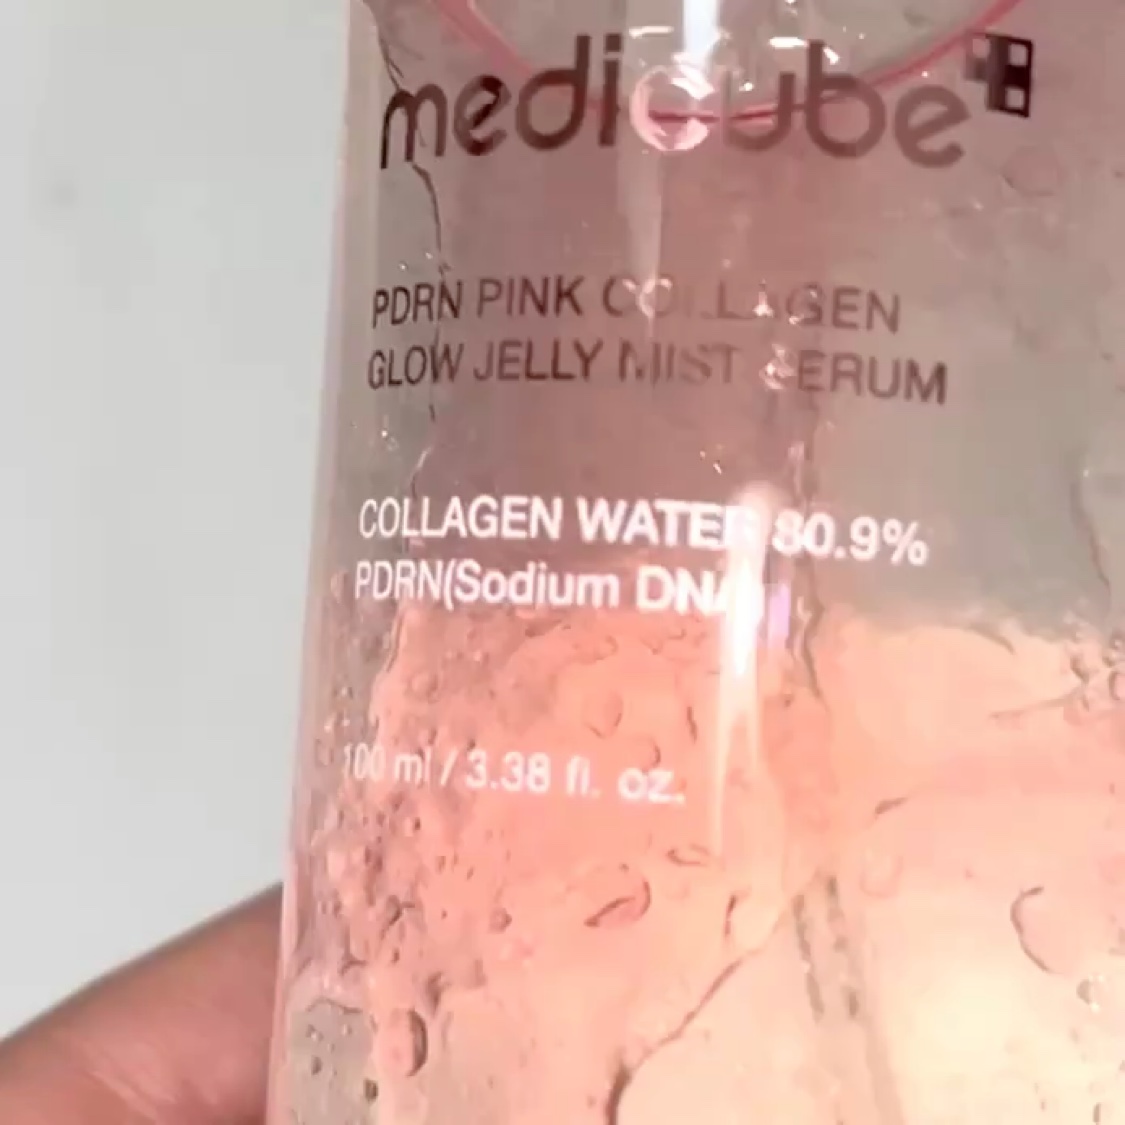 medicube
PDRN PINK COLLAGEN
GLOW JELLY MIST SERUM
COLLAGEN WATER 80.9%
PDRN(Sodium DNA)
100 ml / 3.38 fl. oz.